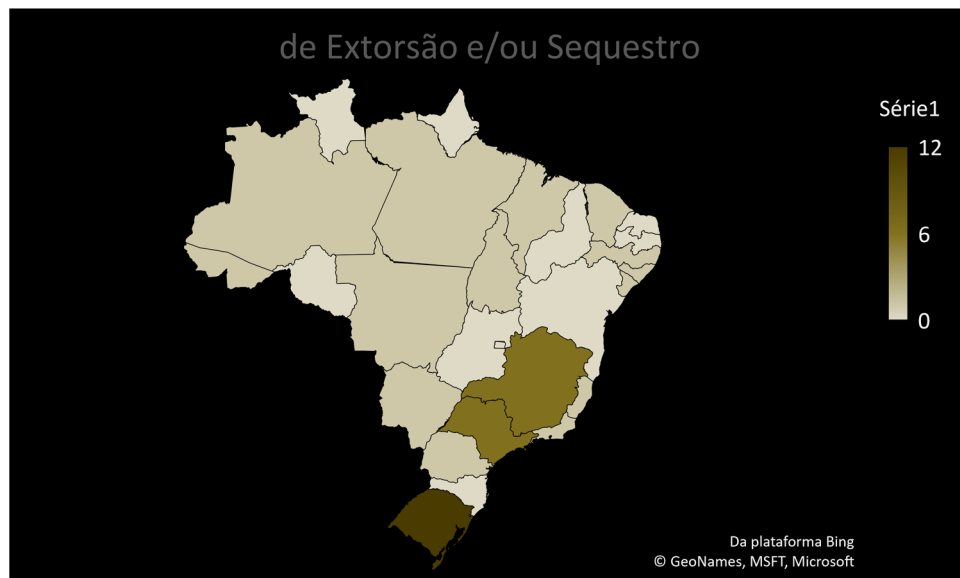 de Extorsão e/ou Sequestro
Série1
12
6
0
Da plataforma Bing
© GeoNames, MSFT, Microsoft